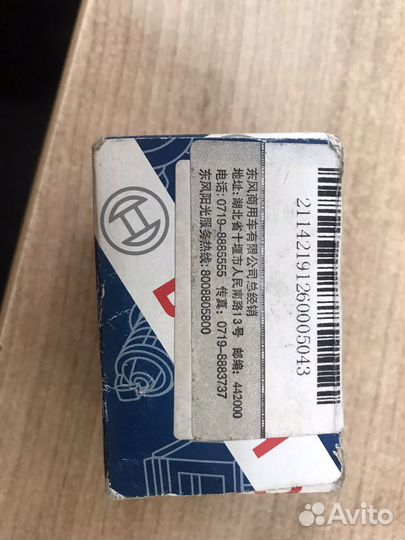 东风商用车有限公司总经销
地址: 湖北省十堰市人民南路13号 邮编: 442000
电话: 0719-8885555 传真: 0719-8883737
东风阳光服务热线: 8008805800
21142191260005043
Avito